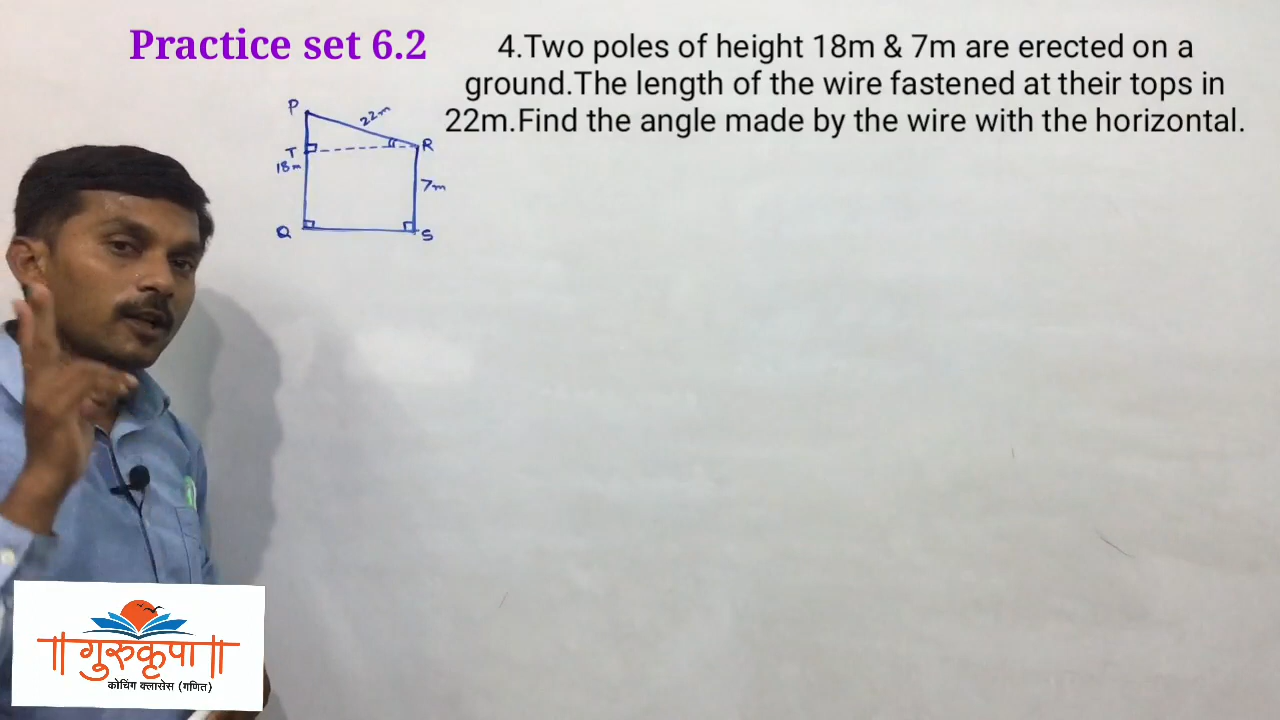 Practice set 6.2
4.Two poles of height 18m & 7m are erected on a
ground.The length of the wire fastened at their tops in
22m.Find the angle made by the wire with the horizontal.
P
22m
T
R
18m
7m
Q
S
॥ गुरुकृपा ॥
कोचिंग क्लासेस (गणित)